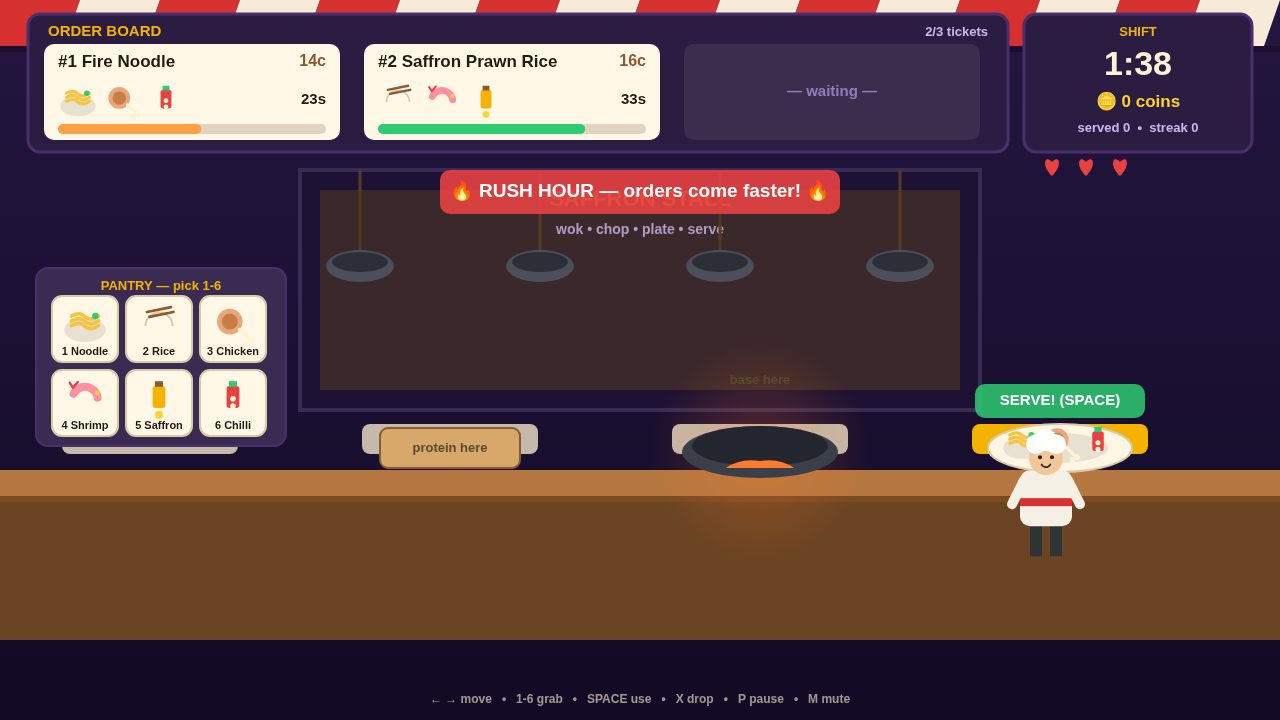 ORDER BOARD
2/3 tickets
#1 Fire Noodle
14c
23s
#2 Saffron Prawn Rice
16c
33s
— waiting —
SHIFT
1:38
🪙 0 coins
served 0 • streak 0
🔥 RUSH HOUR — orders come faster! 🔥
SAFFRON STALL
wok • chop • plate • serve
PANTRY — pick 1-6
1 Noodle
2 Rice
3 Chicken
4 Shrimp
5 Saffron
6 Chilli
base here
protein here
SERVE! (SPACE)
← → move • 1-6 grab • SPACE use • X drop • P pause • M mute